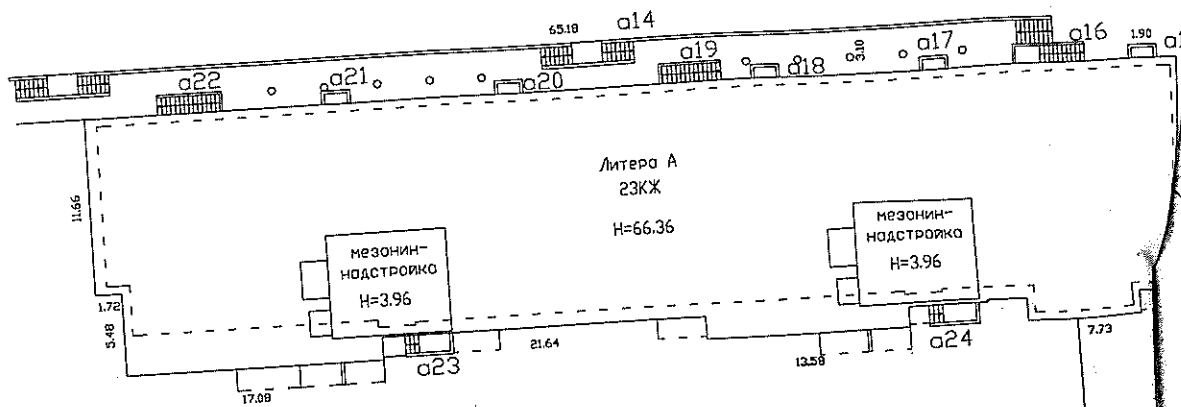 65.18
а14
а19
3.10
а17
а16
1.90
а22
а21
а20
а18
Литера А
23КЖ
Н=66.36
11.66
мезонин-
надстройка
Н=3.96
мезонин-
надстройка
Н=3.96
1.72
5.48
17.08
а23
21.64
13.58
а24
7.73